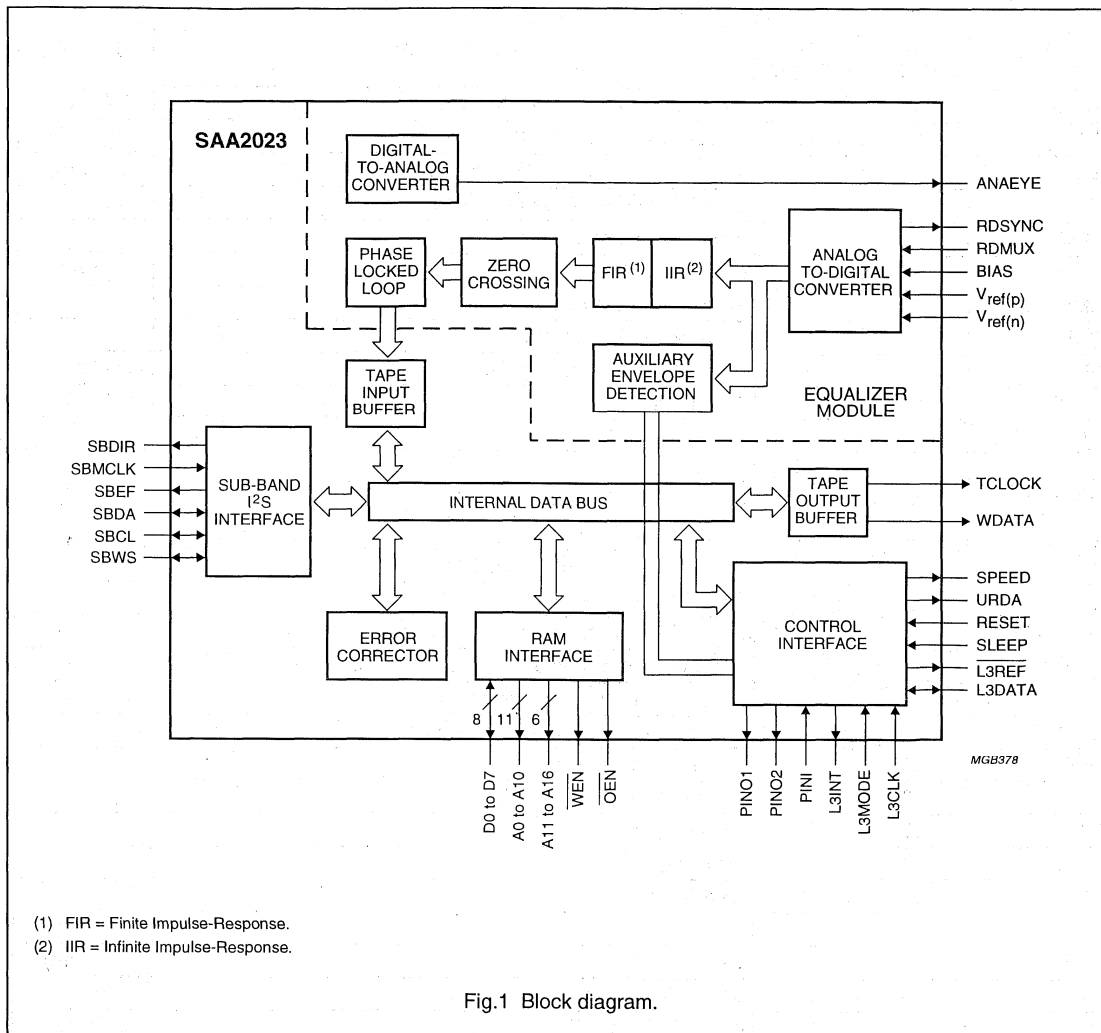 SAA2023
DIGITAL-
TO-ANALOG
CONVERTER
ANAEYE
RDSYNC
RDMUX
BIAS
Vref(p)
Vref(n)
ANALOG
TO-DIGITAL
CONVERTER
PHASE
LOCKED
LOOP
ZERO
CROSSING
FIR (1)
IIR (2)
TAPE
INPUT
BUFFER
AUXILIARY
ENVELOPE
DETECTION
EQUALIZER
MODULE
SBDIR
SBMCLK
SBEF
SBDA
SBCL
SBWS
SUB-BAND
I2S
INTERFACE
INTERNAL DATA BUS
TAPE
OUTPUT
BUFFER
TCLOCK
WDATA
ERROR
CORRECTOR
RAM
INTERFACE
CONTROL
INTERFACE
SPEED
URDA
RESET
SLEEP
L3REF
L3DATA
8
11
6
D0 to D7
A0 to A10
A11 to A16
WEN
OEN
PINO1
PINO2
PINI
L3INT
L3MODE
L3CLK
MGB378
(1) FIR = Finite Impulse-Response.
(2) IIR = Infinite Impulse-Response.
Fig.1 Block diagram.